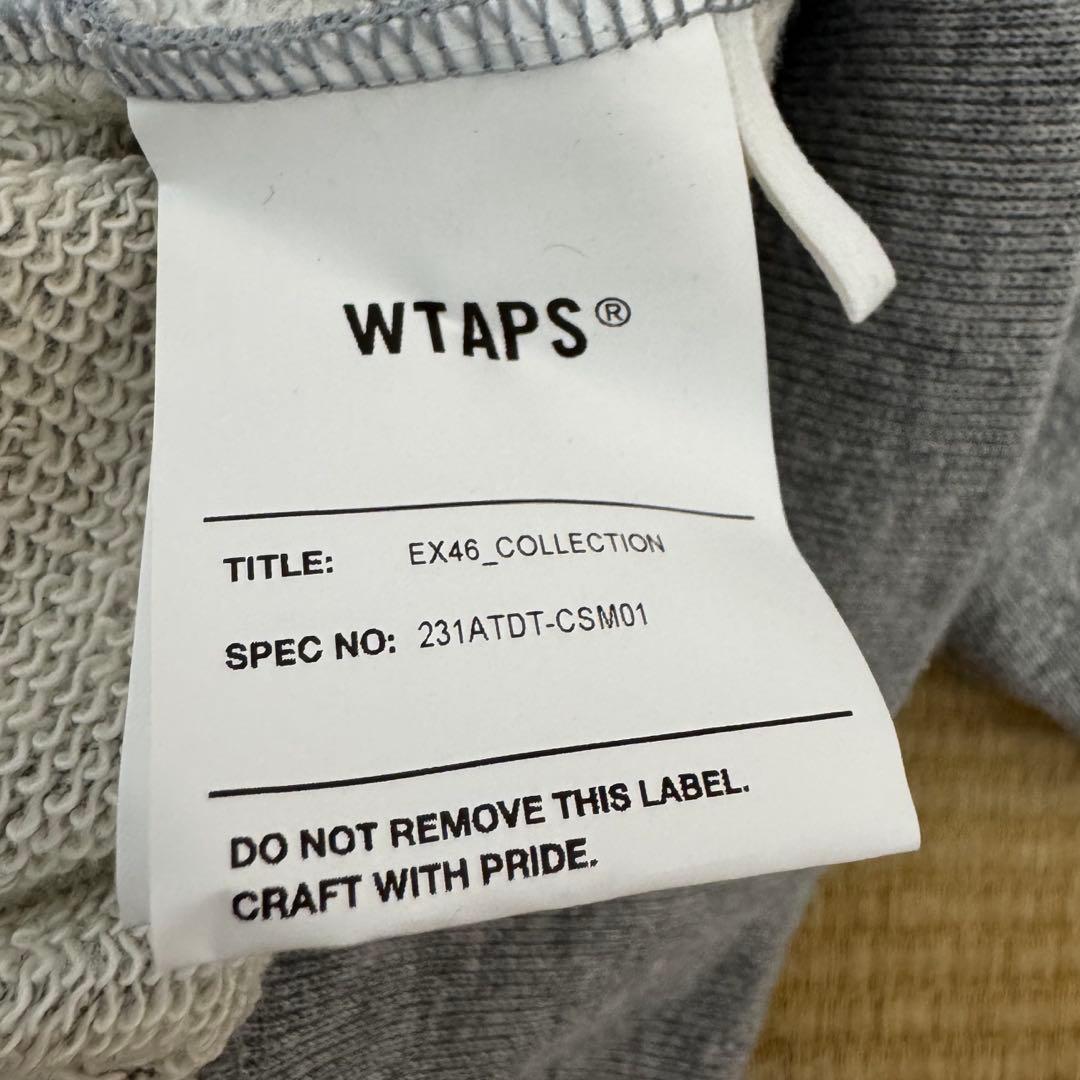 WTAPS®
TITLE: EX46_COLLECTION
SPEC NO: 231ATDT-CSM01
DO NOT REMOVE THIS LABEL.
CRAFT WITH PRIDE.